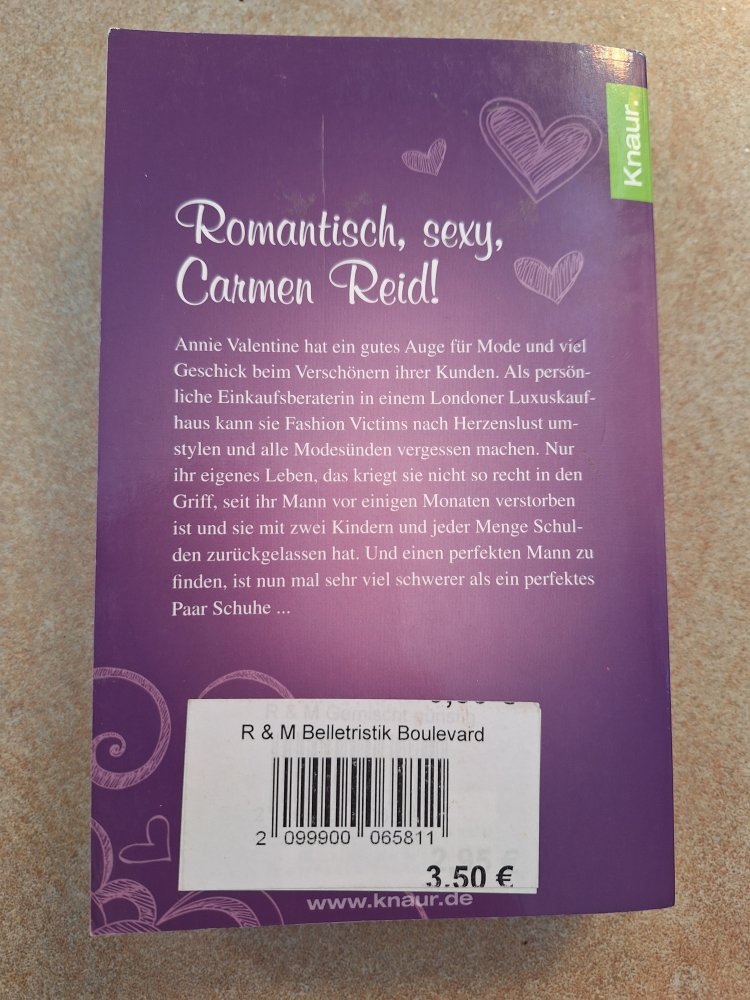 Knaur.
Romantisch, sexy,
Carmen Reid!
Annie Valentine hat ein gutes Auge für Mode und viel
Geschick beim Verschönern ihrer Kunden. Als persön-
liche Einkaufsberaterin in einem Londoner Luxuskauf-
haus kann sie Fashion Victims nach Herzenslust um-
stylen und alle Modesünden vergessen machen. Nur
ihr eigenes Leben, das kriegt sie nicht so recht in den
Griff, seit ihr Mann vor einigen Monaten verstorben
ist und sie mit zwei Kindern und jeder Menge Schul-
den zurückgelassen hat. Und einen perfekten Mann zu
finden, ist nun mal sehr viel schwerer als ein perfektes
Paar Schuhe ...
R & M Gemischt günstig
R & M Belletristik Boulevard
2 099900 065811
3.50 €
www.knaur.de